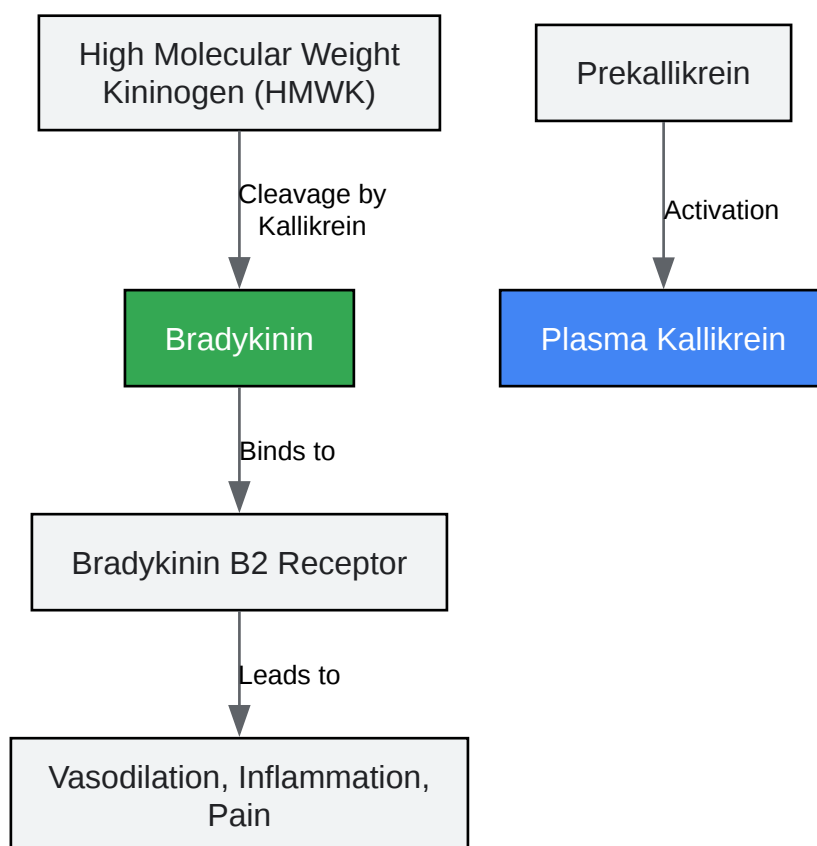 High Molecular Weight
Kininogen (HMWK)
Prekallikrein
Cleavage by
Kallikrein
Activation
Bradykinin
Plasma Kallikrein
Binds to
Bradykinin B2 Receptor
Leads to
Vasodilation, Inflammation,
Pain